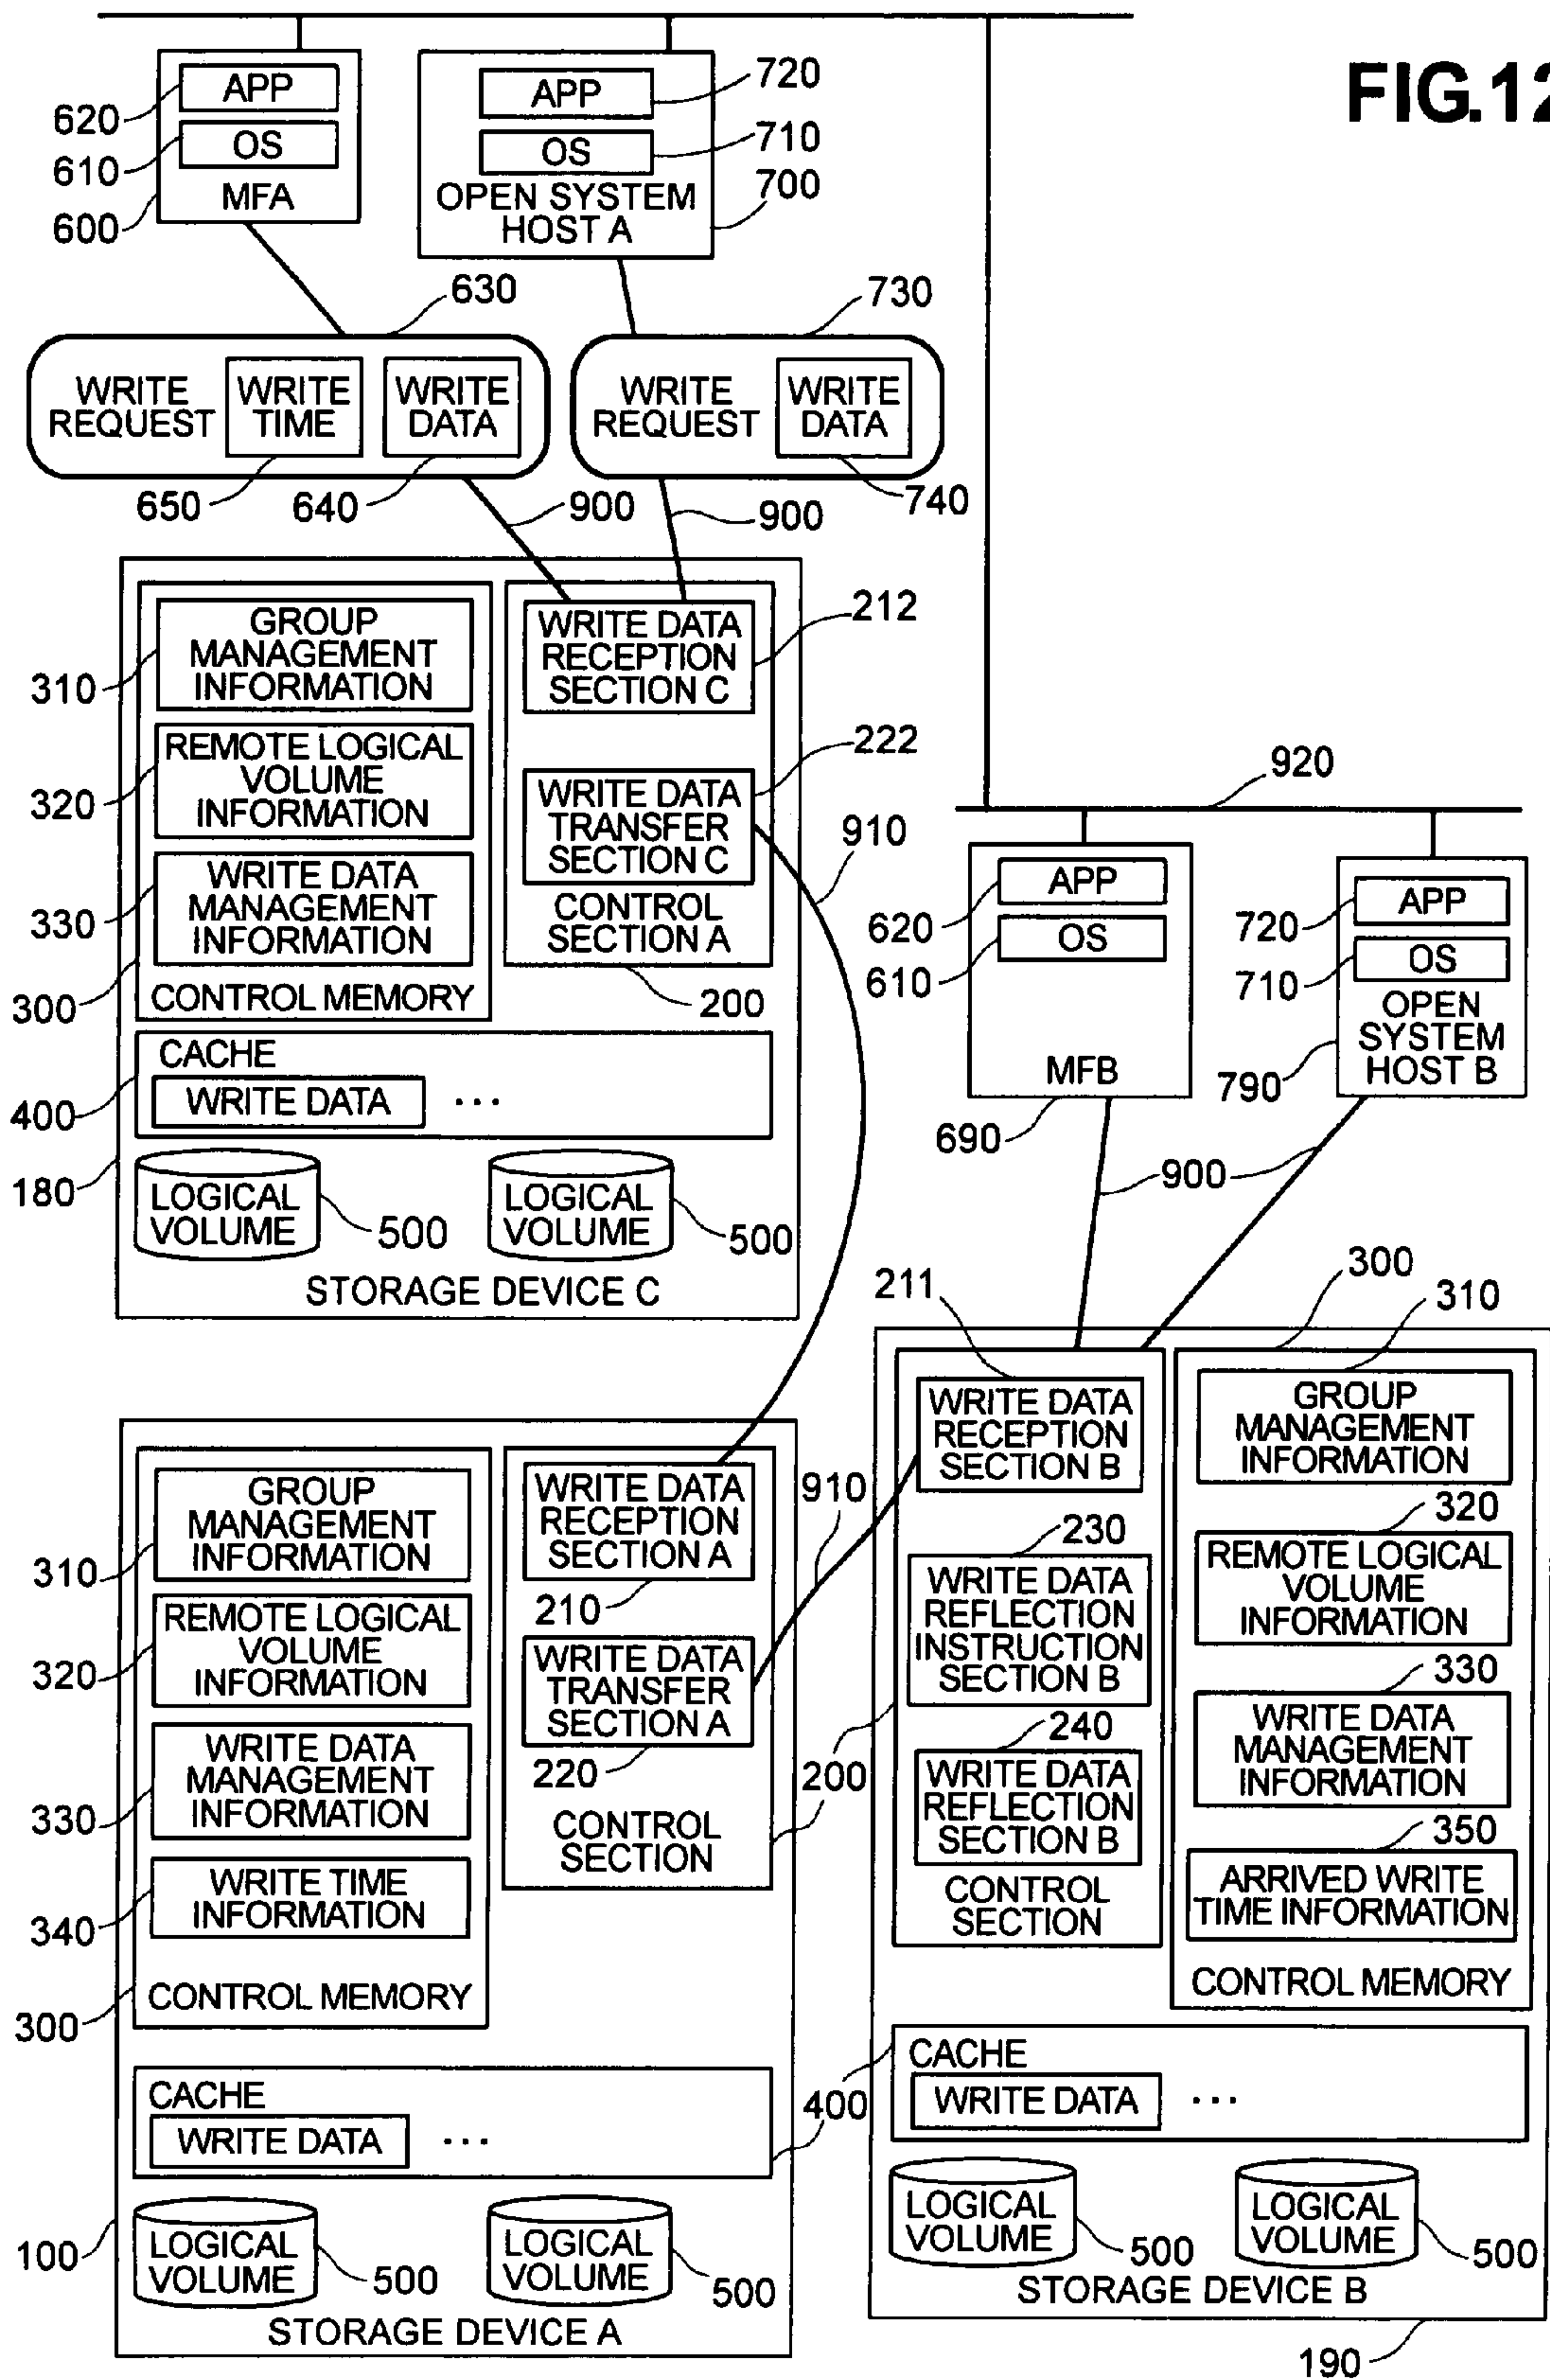 FIG.12
APP
620
OS
610
MFA
600
APP
720
OS
710
OPEN SYSTEM
HOST A
700
630
WRITE
REQUEST
WRITE
TIME
WRITE
DATA
650
640
900
730
WRITE
REQUEST
WRITE
DATA
740
900
GROUP
MANAGEMENT
INFORMATION
310
REMOTE LOGICAL
VOLUME
INFORMATION
320
WRITE DATA
MANAGEMENT
INFORMATION
330
CONTROL MEMORY
300
WRITE DATA
RECEPTION
SECTION C
212
WRITE DATA
TRANSFER
SECTION C
222
CONTROL
SECTION A
200
910
CACHE
WRITE DATA
...
400
LOGICAL
VOLUME
500
LOGICAL
VOLUME
500
180
STORAGE DEVICE C
920
APP
620
OS
610
MFB
690
APP
720
OS
710
OPEN
SYSTEM
HOST B
790
900
GROUP
MANAGEMENT
INFORMATION
310
REMOTE LOGICAL
VOLUME
INFORMATION
320
WRITE DATA
MANAGEMENT
INFORMATION
330
WRITE TIME
INFORMATION
340
CONTROL MEMORY
300
WRITE DATA
RECEPTION
SECTION A
210
WRITE DATA
TRANSFER
SECTION A
220
CONTROL
SECTION
200
910
CACHE
WRITE DATA
...
400
LOGICAL
VOLUME
500
LOGICAL
VOLUME
500
100
STORAGE DEVICE A
211
WRITE DATA
RECEPTION
SECTION B
230
WRITE DATA
REFLECTION
INSTRUCTION
SECTION B
240
WRITE DATA
REFLECTION
SECTION B
CONTROL
SECTION
300
310
GROUP
MANAGEMENT
INFORMATION
320
REMOTE LOGICAL
VOLUME
INFORMATION
330
WRITE DATA
MANAGEMENT
INFORMATION
350
ARRIVED WRITE
TIME INFORMATION
CONTROL MEMORY
CACHE
WRITE DATA
...
LOGICAL
VOLUME
500
LOGICAL
VOLUME
500
STORAGE DEVICE B
190